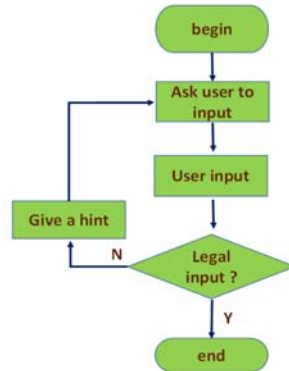 begin
Ask user to
input
User input
Give a hint
N
Legal
input ?
Y
end